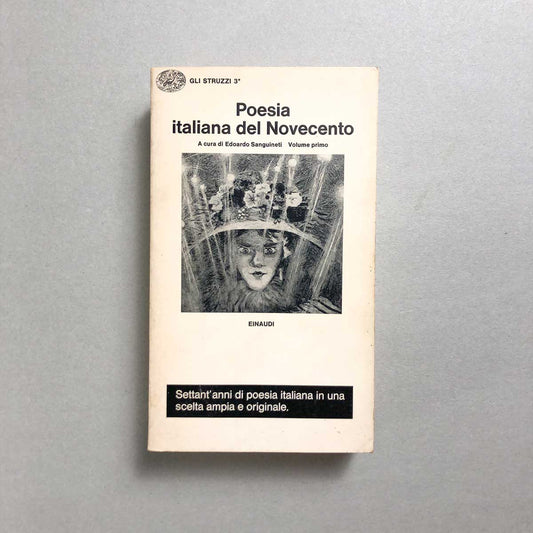 GLI STRUZZI 3*
Poesia
italiana del Novecento
A cura di Edoardo Sanguineti Volume primo
EINAUDI
Settant'anni di poesia italiana in una
scelta ampia e originale.